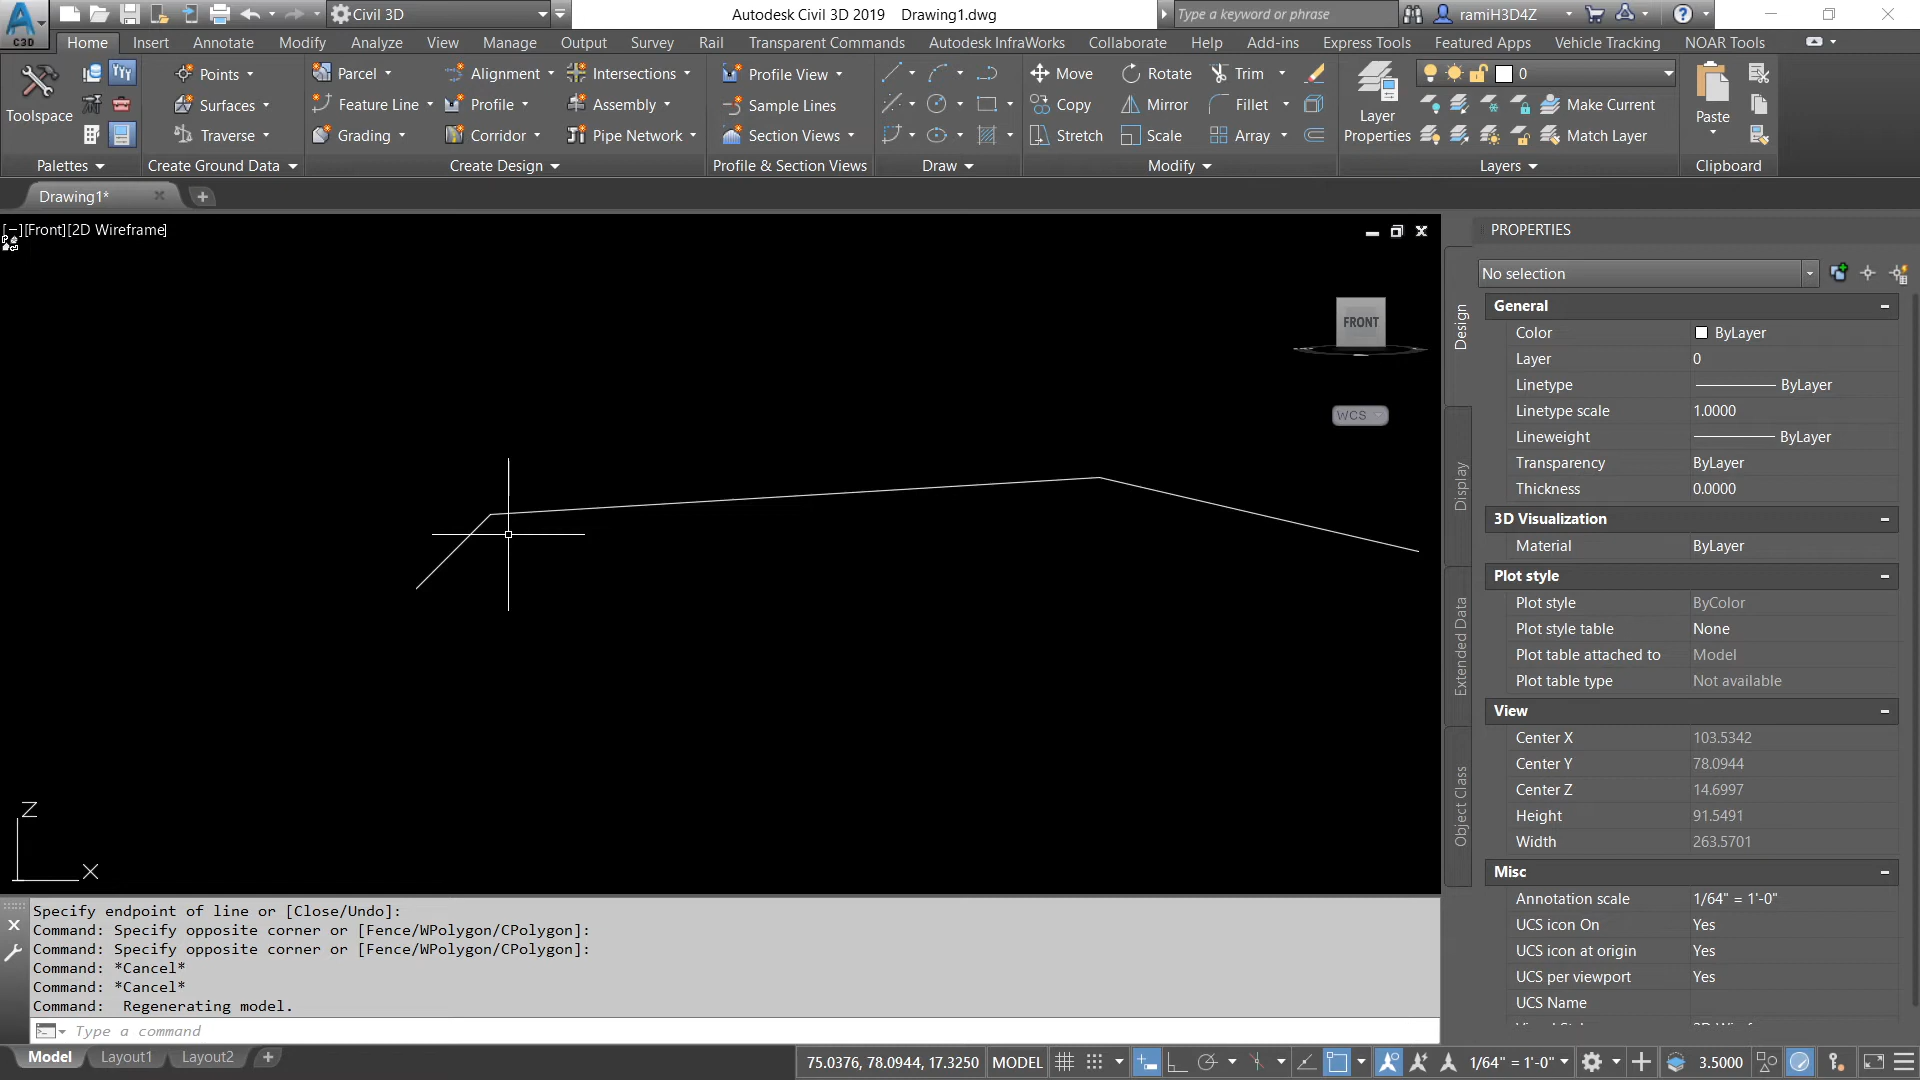 C3D
Civil 3D
Autodesk Civil 3D 2019 Drawing1.dwg
Type a keyword or phrase
ramiH3D4Z
Home Insert Annotate Modify Analyze View Manage Output Survey Rail Transparent Commands Autodesk InfraWorks Collaborate Help Add-ins Express Tools Featured Apps Vehicle Tracking NOAR Tools
Toolspace
Palettes
Points
Surfaces
Traverse
Create Ground Data
Parcel
Feature Line
Grading
Alignment
Profile
Corridor
Intersections
Assembly
Pipe Network
Create Design
Profile View
Sample Lines
Section Views
Profile & Section Views
Draw
Move
Copy
Stretch
Rotate
Mirror
Scale
Trim
Fillet
Array
Modify
Layer
Properties
0
Make Current
Match Layer
Layers
Paste
Clipboard
Drawing1*
[−][Front][2D Wireframe]
FRONT
WCS
Z
X
Design
Display
Extended Data
Object Class
PROPERTIES
No selection
General
Color ByLayer
Layer 0
Linetype ByLayer
Linetype scale 1.0000
Lineweight ByLayer
Transparency ByLayer
Thickness 0.0000
3D Visualization
Material ByLayer
Plot style
Plot style ByColor
Plot style table None
Plot table attached to Model
Plot table type Not available
View
Center X 103.5342
Center Y 78.0944
Center Z 14.6997
Height 91.5491
Width 263.5701
Misc
Annotation scale 1/64" = 1'-0"
UCS icon On Yes
UCS icon at origin Yes
UCS per viewport Yes
UCS Name
Specify endpoint of line or [Close/Undo]:
Command: Specify opposite corner or [Fence/WPolygon/CPolygon]:
Command: Specify opposite corner or [Fence/WPolygon/CPolygon]:
Command: *Cancel*
Command: *Cancel*
Command: Regenerating model.
Type a command
Model Layout1 Layout2
75.0376, 78.0944, 17.3250 MODEL 1/64" = 1'-0" 3.5000